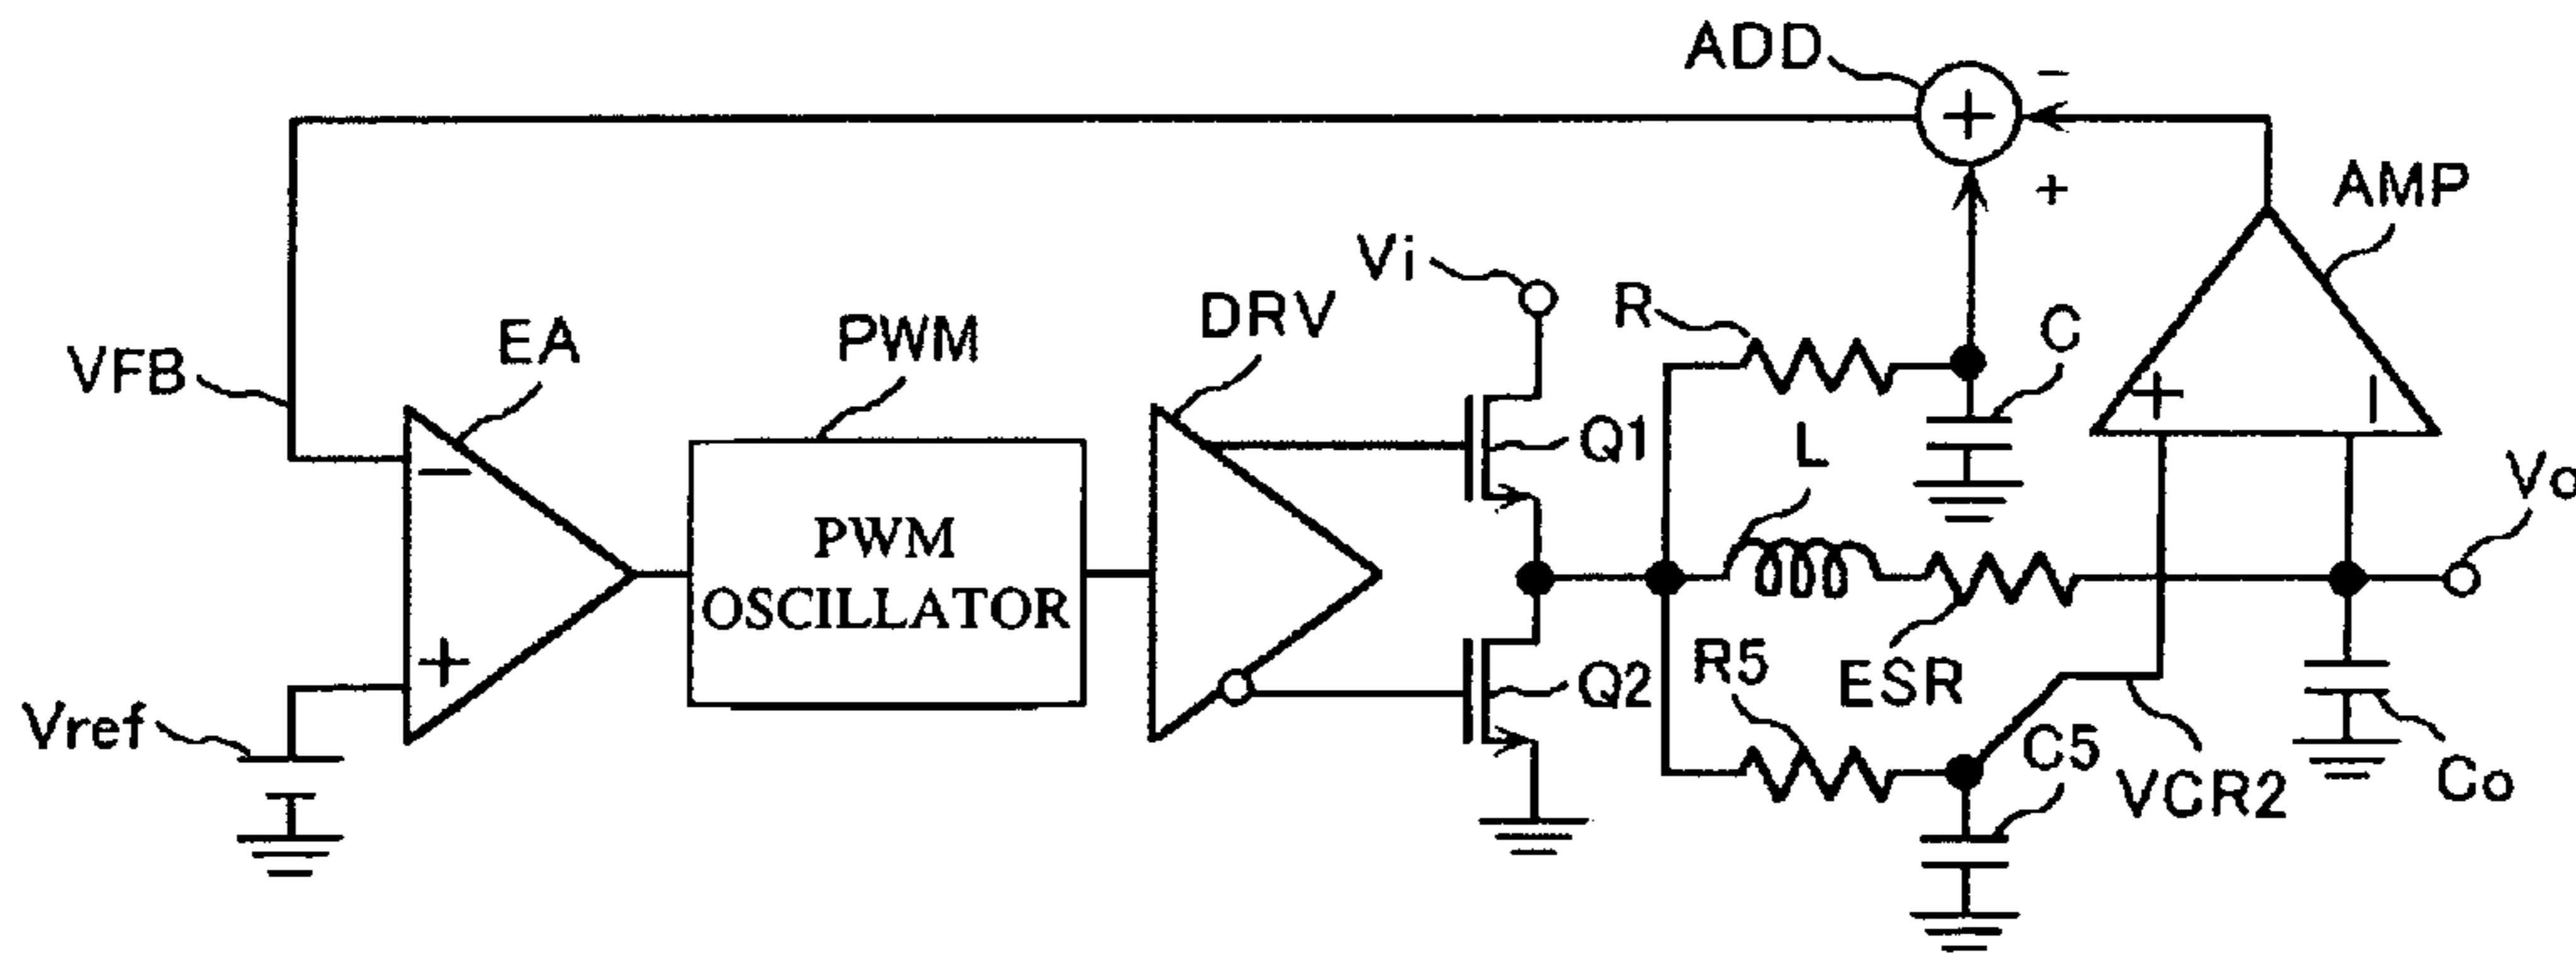 ADD
−
+
AMP
Vi
R
C
DRV
PWM
EA
VFB
−
+
PWM
OSCILLATOR
Q1
L
+
−
Vo
Vref
Q2
R5
ESR
C5
VCR2
Co
+